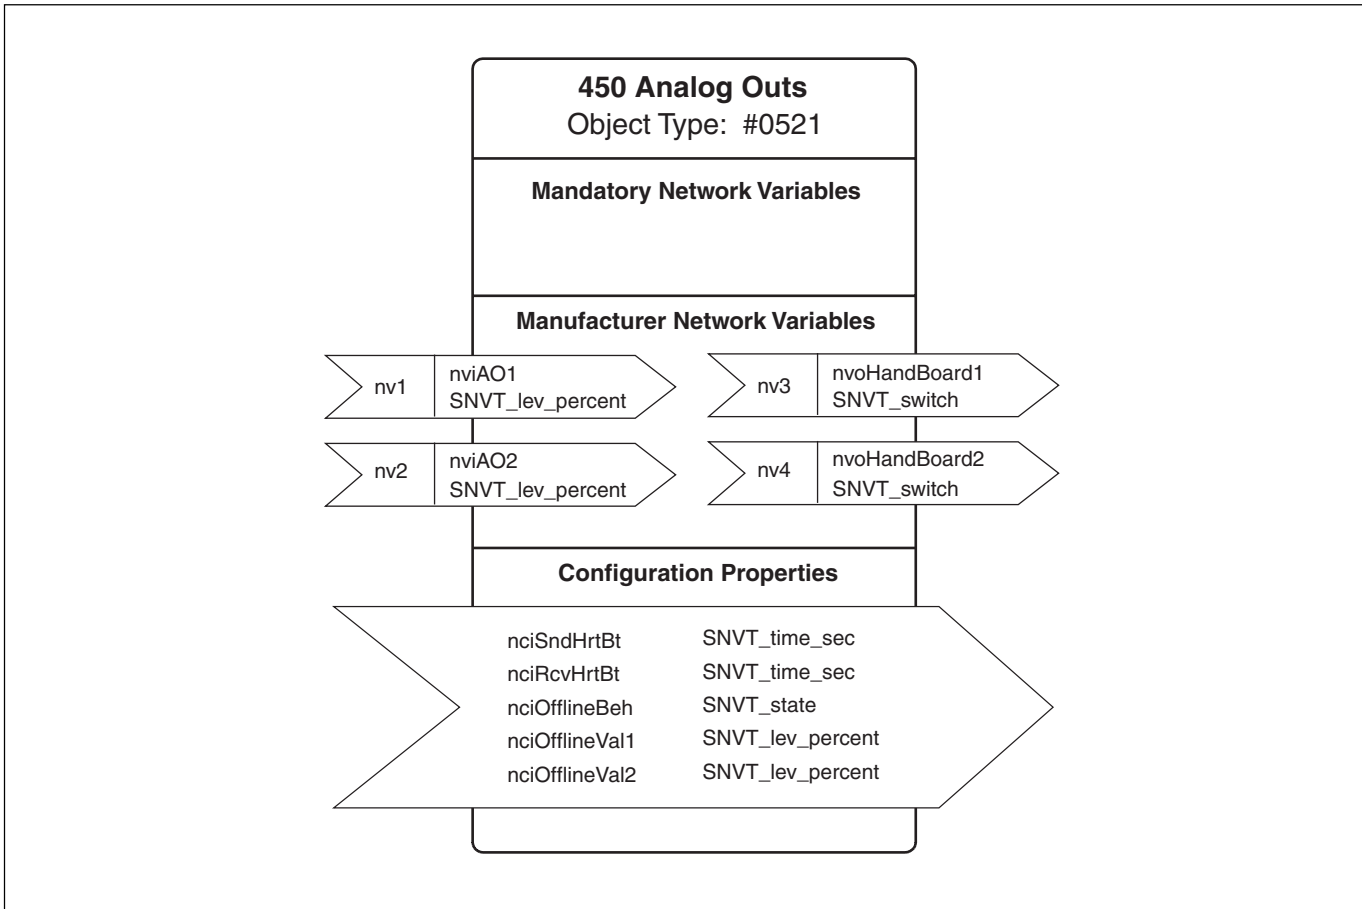 450 Analog Outs
Object Type: #0521
Mandatory Network Variables
Manufacturer Network Variables
nv1
nviAO1
SNVT_lev_percent
nv3
nvoHandBoard1
SNVT_switch
nv2
nviAO2
SNVT_lev_percent
nv4
nvoHandBoard2
SNVT_switch
Configuration Properties
nciSndHrtBt SNVT_time_sec
nciRcvHrtBt SNVT_time_sec
nciOfflineBeh SNVT_state
nciOfflineVal1 SNVT_lev_percent
nciOfflineVal2 SNVT_lev_percent